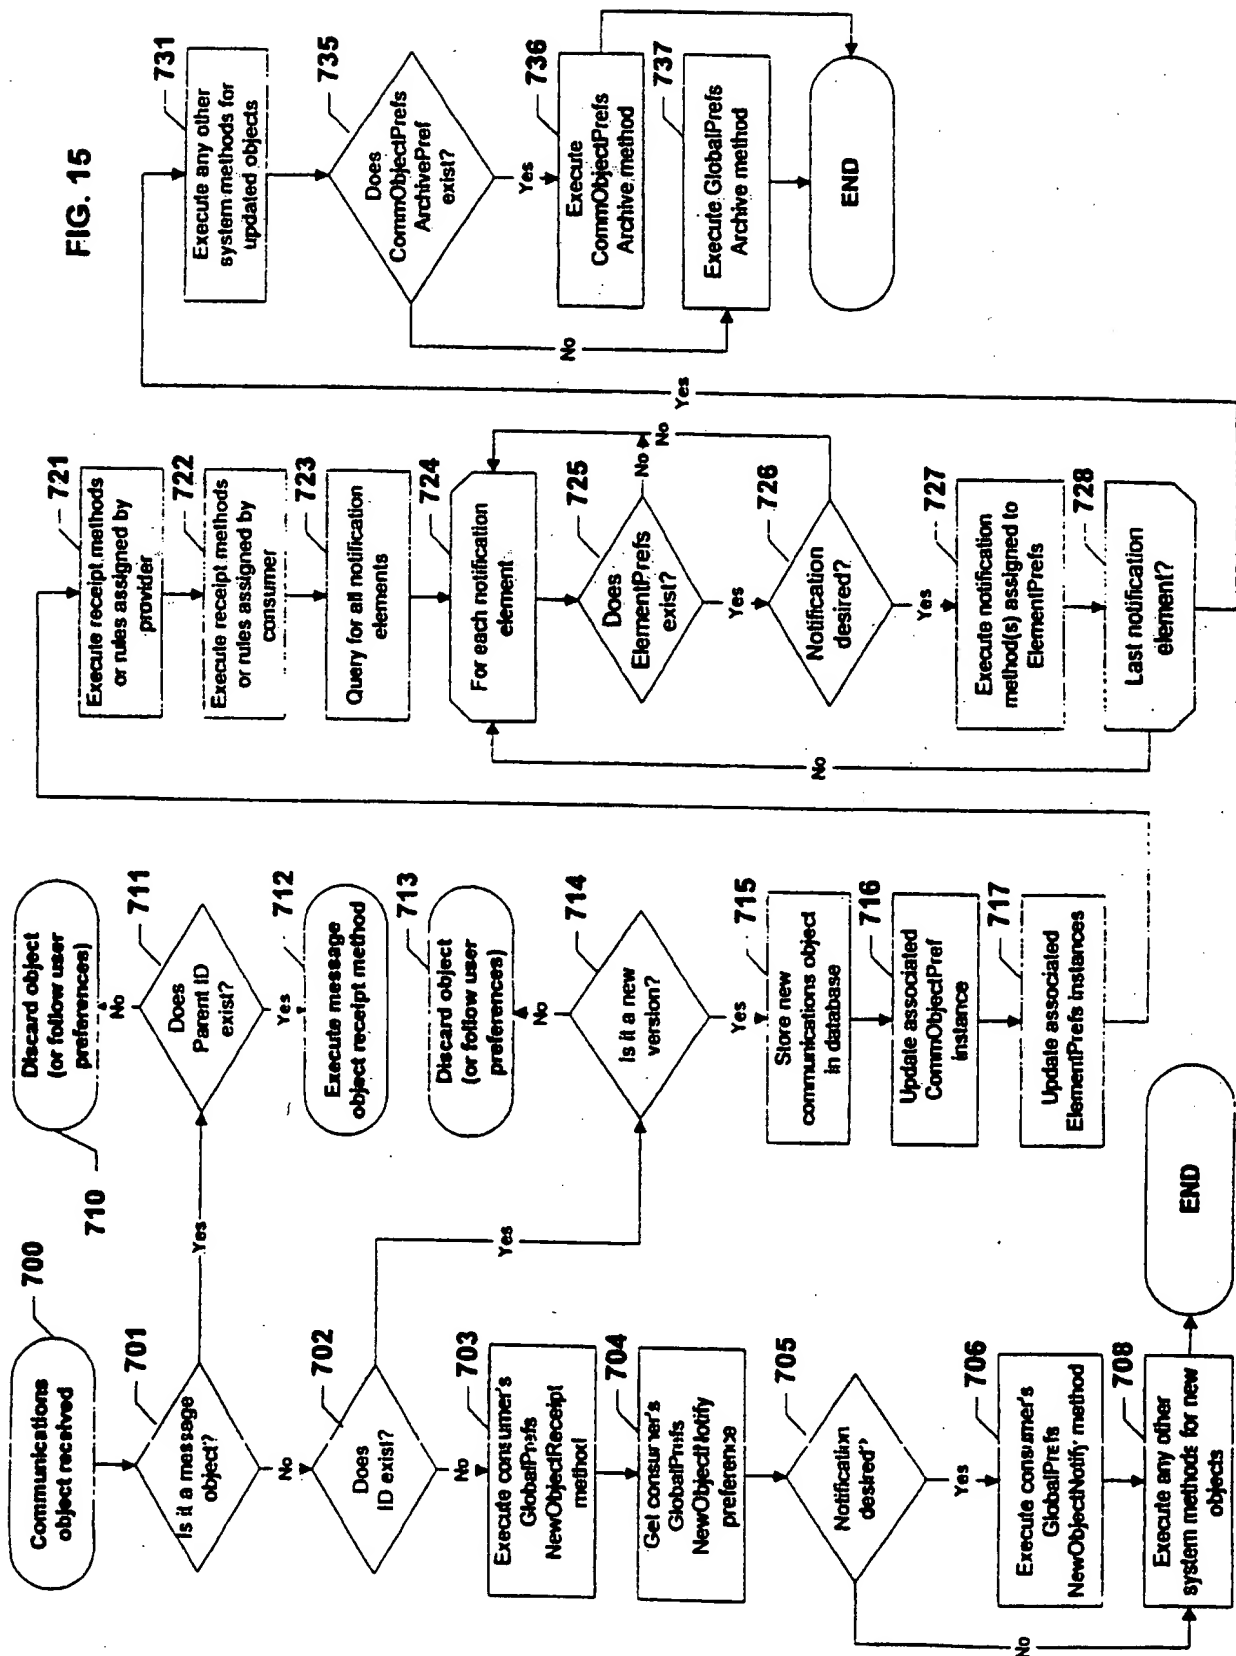 FIG. 15
700
Communications
object received
701
Is it a message
object?
Yes
No
702
Does
ID exist?
Yes
No
703
Execute consumer's
GlobalPrefs
NewObjectReceipt
method
704
Get consumer's
GlobalPrefs
NewObjectNotify
preference
705
Notification
desired?
Yes
No
706
Execute consumer's
GlobalPrefs
NewObjectNotify method
708
Execute any other
system methods for new
objects
END
710
Discard object
(or follow user
preferences)
No
711
Does
Parent ID
exist?
Yes
712
Execute message
object receipt method
713
Discard object
(or follow user
preferences)
No
714
Is it a new
version?
Yes
715
Store new
communications object
in database
716
Update associated
CommObjectPref
instance
717
Update associated
ElementPrefs instances
721
Execute receipt methods
or rules assigned by
provider
722
Execute receipt methods
or rules assigned by
consumer
723
Query for all notification
elements
724
For each notification
element
725
Does
ElementPrefs
exist?
No
Yes
726
Notification
desired?
No
Yes
727
Execute notification
method(s) assigned to
ElementPrefs
728
Last notification
element?
No
Yes
731
Execute any other
system methods for
updated objects
735
Does
CommObjectPrefs
ArchivePref
exist?
Yes
No
736
Execute
CommObjectPrefs
Archive method
737
Execute GlobalPrefs
Archive method
END